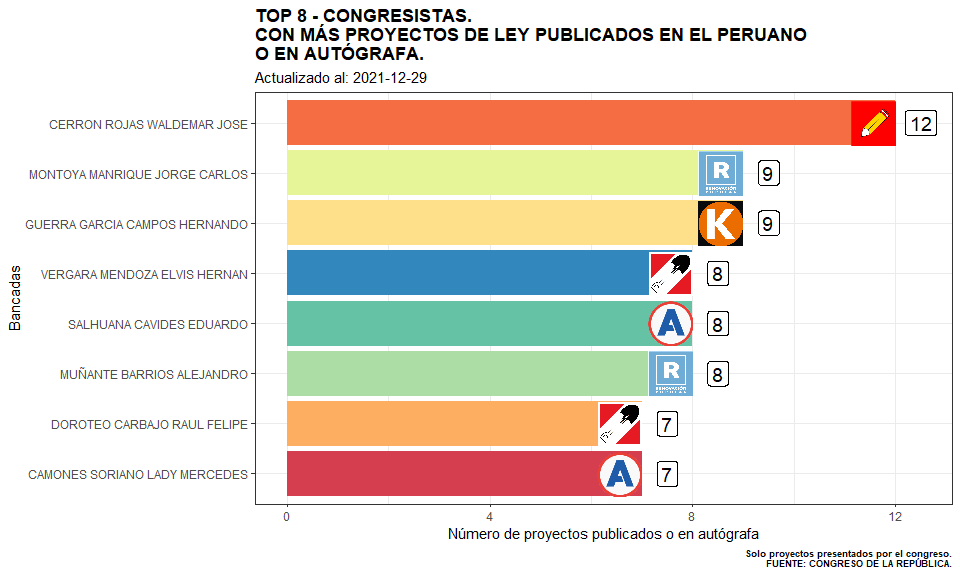 TOP 8 - CONGRESISTAS.
CON MÁS PROYECTOS DE LEY PUBLICADOS EN EL PERUANO
O EN AUTÓGRAFA.
Actualizado al: 2021-12-29
Bancadas
CERRON ROJAS WALDEMAR JOSE
12
MONTOYA MANRIQUE JORGE CARLOS
R
RENOVACIÓN
POPULAR
9
GUERRA GARCIA CAMPOS HERNANDO
K
9
VERGARA MENDOZA ELVIS HERNAN
8
SALHUANA CAVIDES EDUARDO
A
8
MUÑANTE BARRIOS ALEJANDRO
R
RENOVACIÓN
POPULAR
8
DOROTEO CARBAJO RAUL FELIPE
7
CAMONES SORIANO LADY MERCEDES
A
7
0 4 8 12
Número de proyectos publicados o en autógrafa
Solo proyectos presentados por el congreso.
FUENTE: CONGRESO DE LA REPÚBLICA.